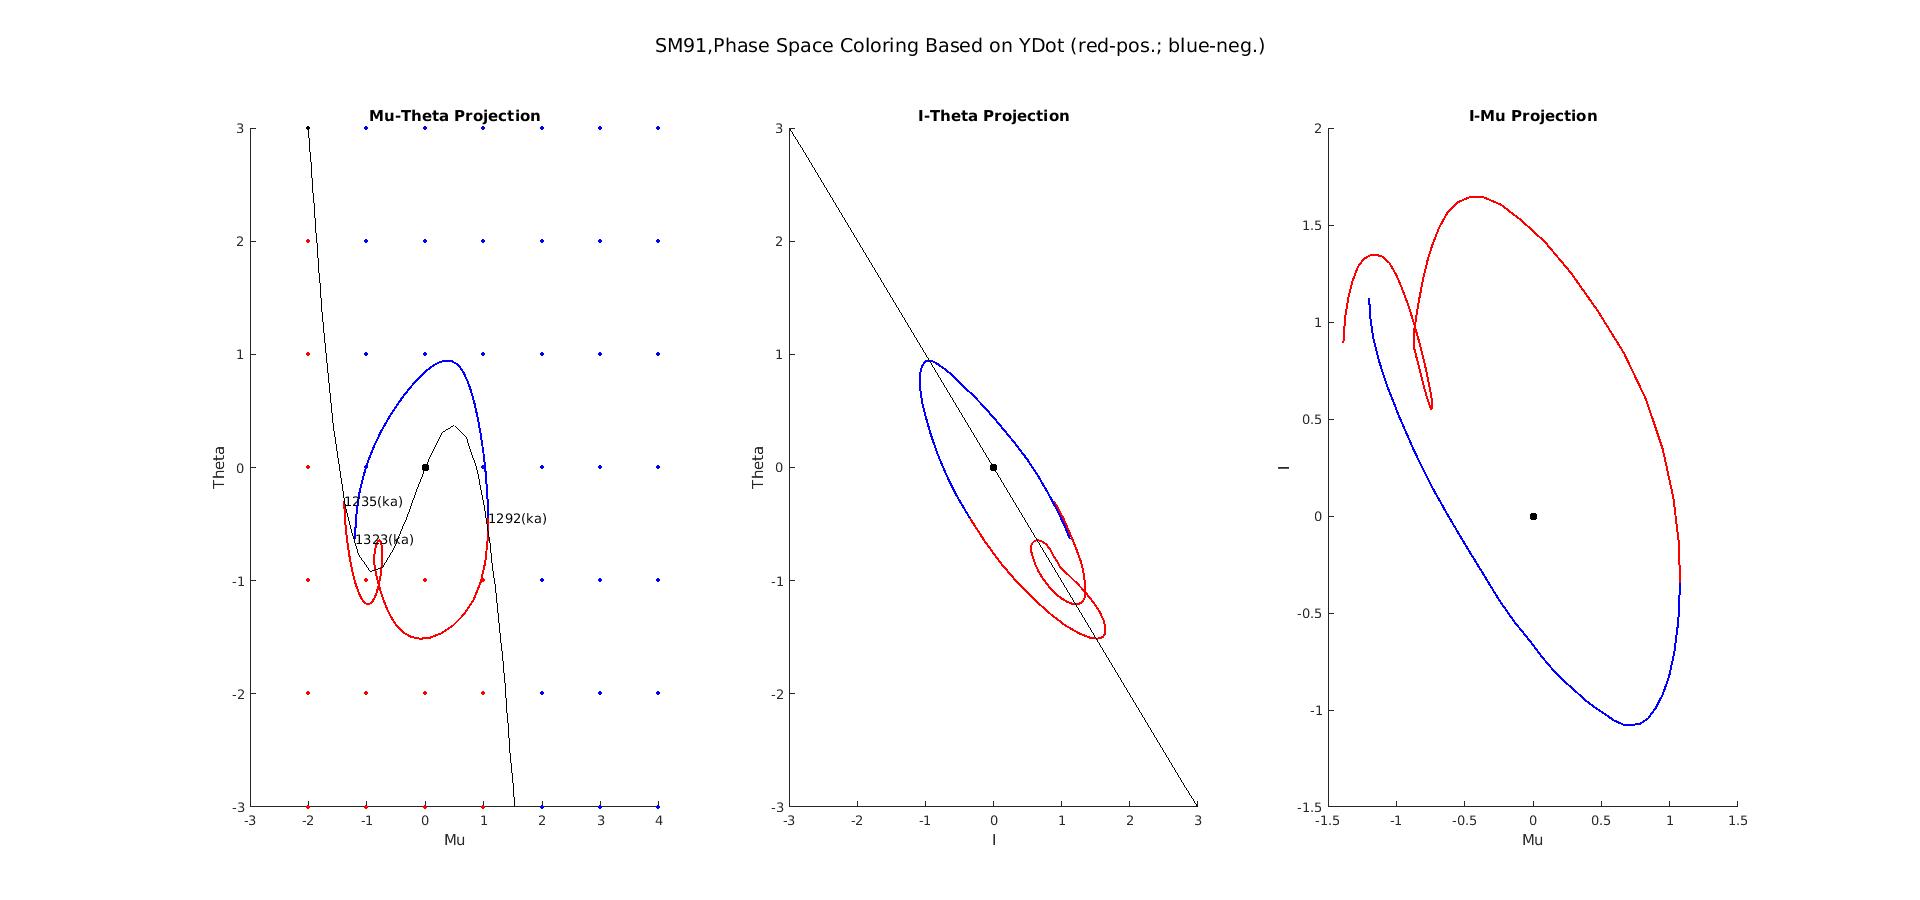 SM91,Phase Space Coloring Based on YDot (red-pos.; blue-neg.)
Mu-Theta Projection
3
2
1
0
-1
-2
-3
Theta
1235(ka)
1292(ka)
1323(ka)
-3 -2 -1 0 1 2 3 4
Mu
I-Theta Projection
3
2
1
0
-1
-2
-3
Theta
-3 -2 -1 0 1 2 3
I
I-Mu Projection
2
1.5
1
0.5
0
-0.5
-1
-1.5
I
-1.5 -1 -0.5 0 0.5 1 1.5
Mu